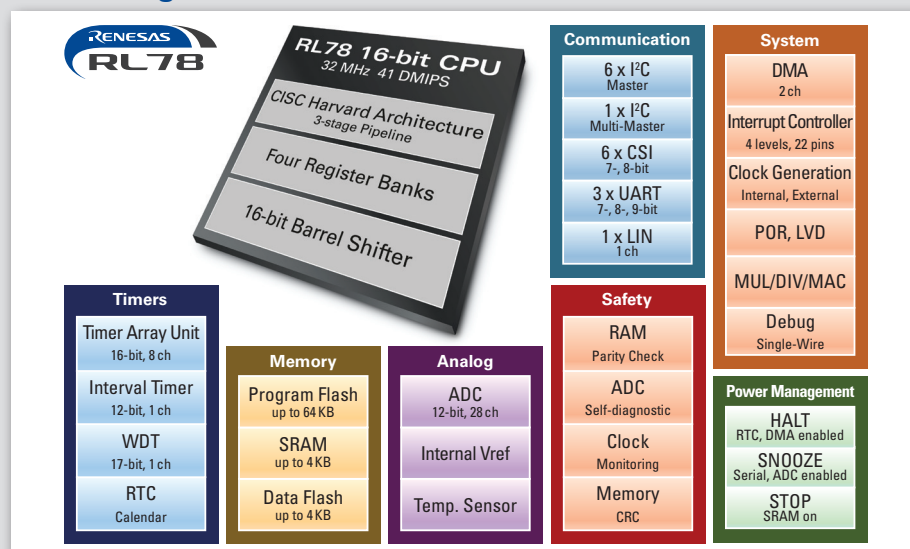 RENESAS
RL78
RL78 16-bit CPU
32 MHz 41 DMIPS
CISC Harvard Architecture
3-stage Pipeline
Four Register Banks
16-bit Barrel Shifter
Communication
6 x I²C
Master
1 x I²C
Multi-Master
6 x CSI
7-, 8-bit
3 x UART
7-, 8-, 9-bit
1 x LIN
1 ch
System
DMA
2 ch
Interrupt Controller
4 levels, 22 pins
Clock Generation
Internal, External
POR, LVD
MUL/DIV/MAC
Debug
Single-Wire
Timers
Timer Array Unit
16-bit, 8 ch
Interval Timer
12-bit, 1 ch
WDT
17-bit, 1 ch
RTC
Calendar
Memory
Program Flash
up to 64 KB
SRAM
up to 4 KB
Data Flash
up to 4 KB
Analog
ADC
12-bit, 28 ch
Internal Vref
Temp. Sensor
Safety
RAM
Parity Check
ADC
Self-diagnostic
Clock
Monitoring
Memory
CRC
Power Management
HALT
RTC, DMA enabled
SNOOZE
Serial, ADC enabled
STOP
SRAM on